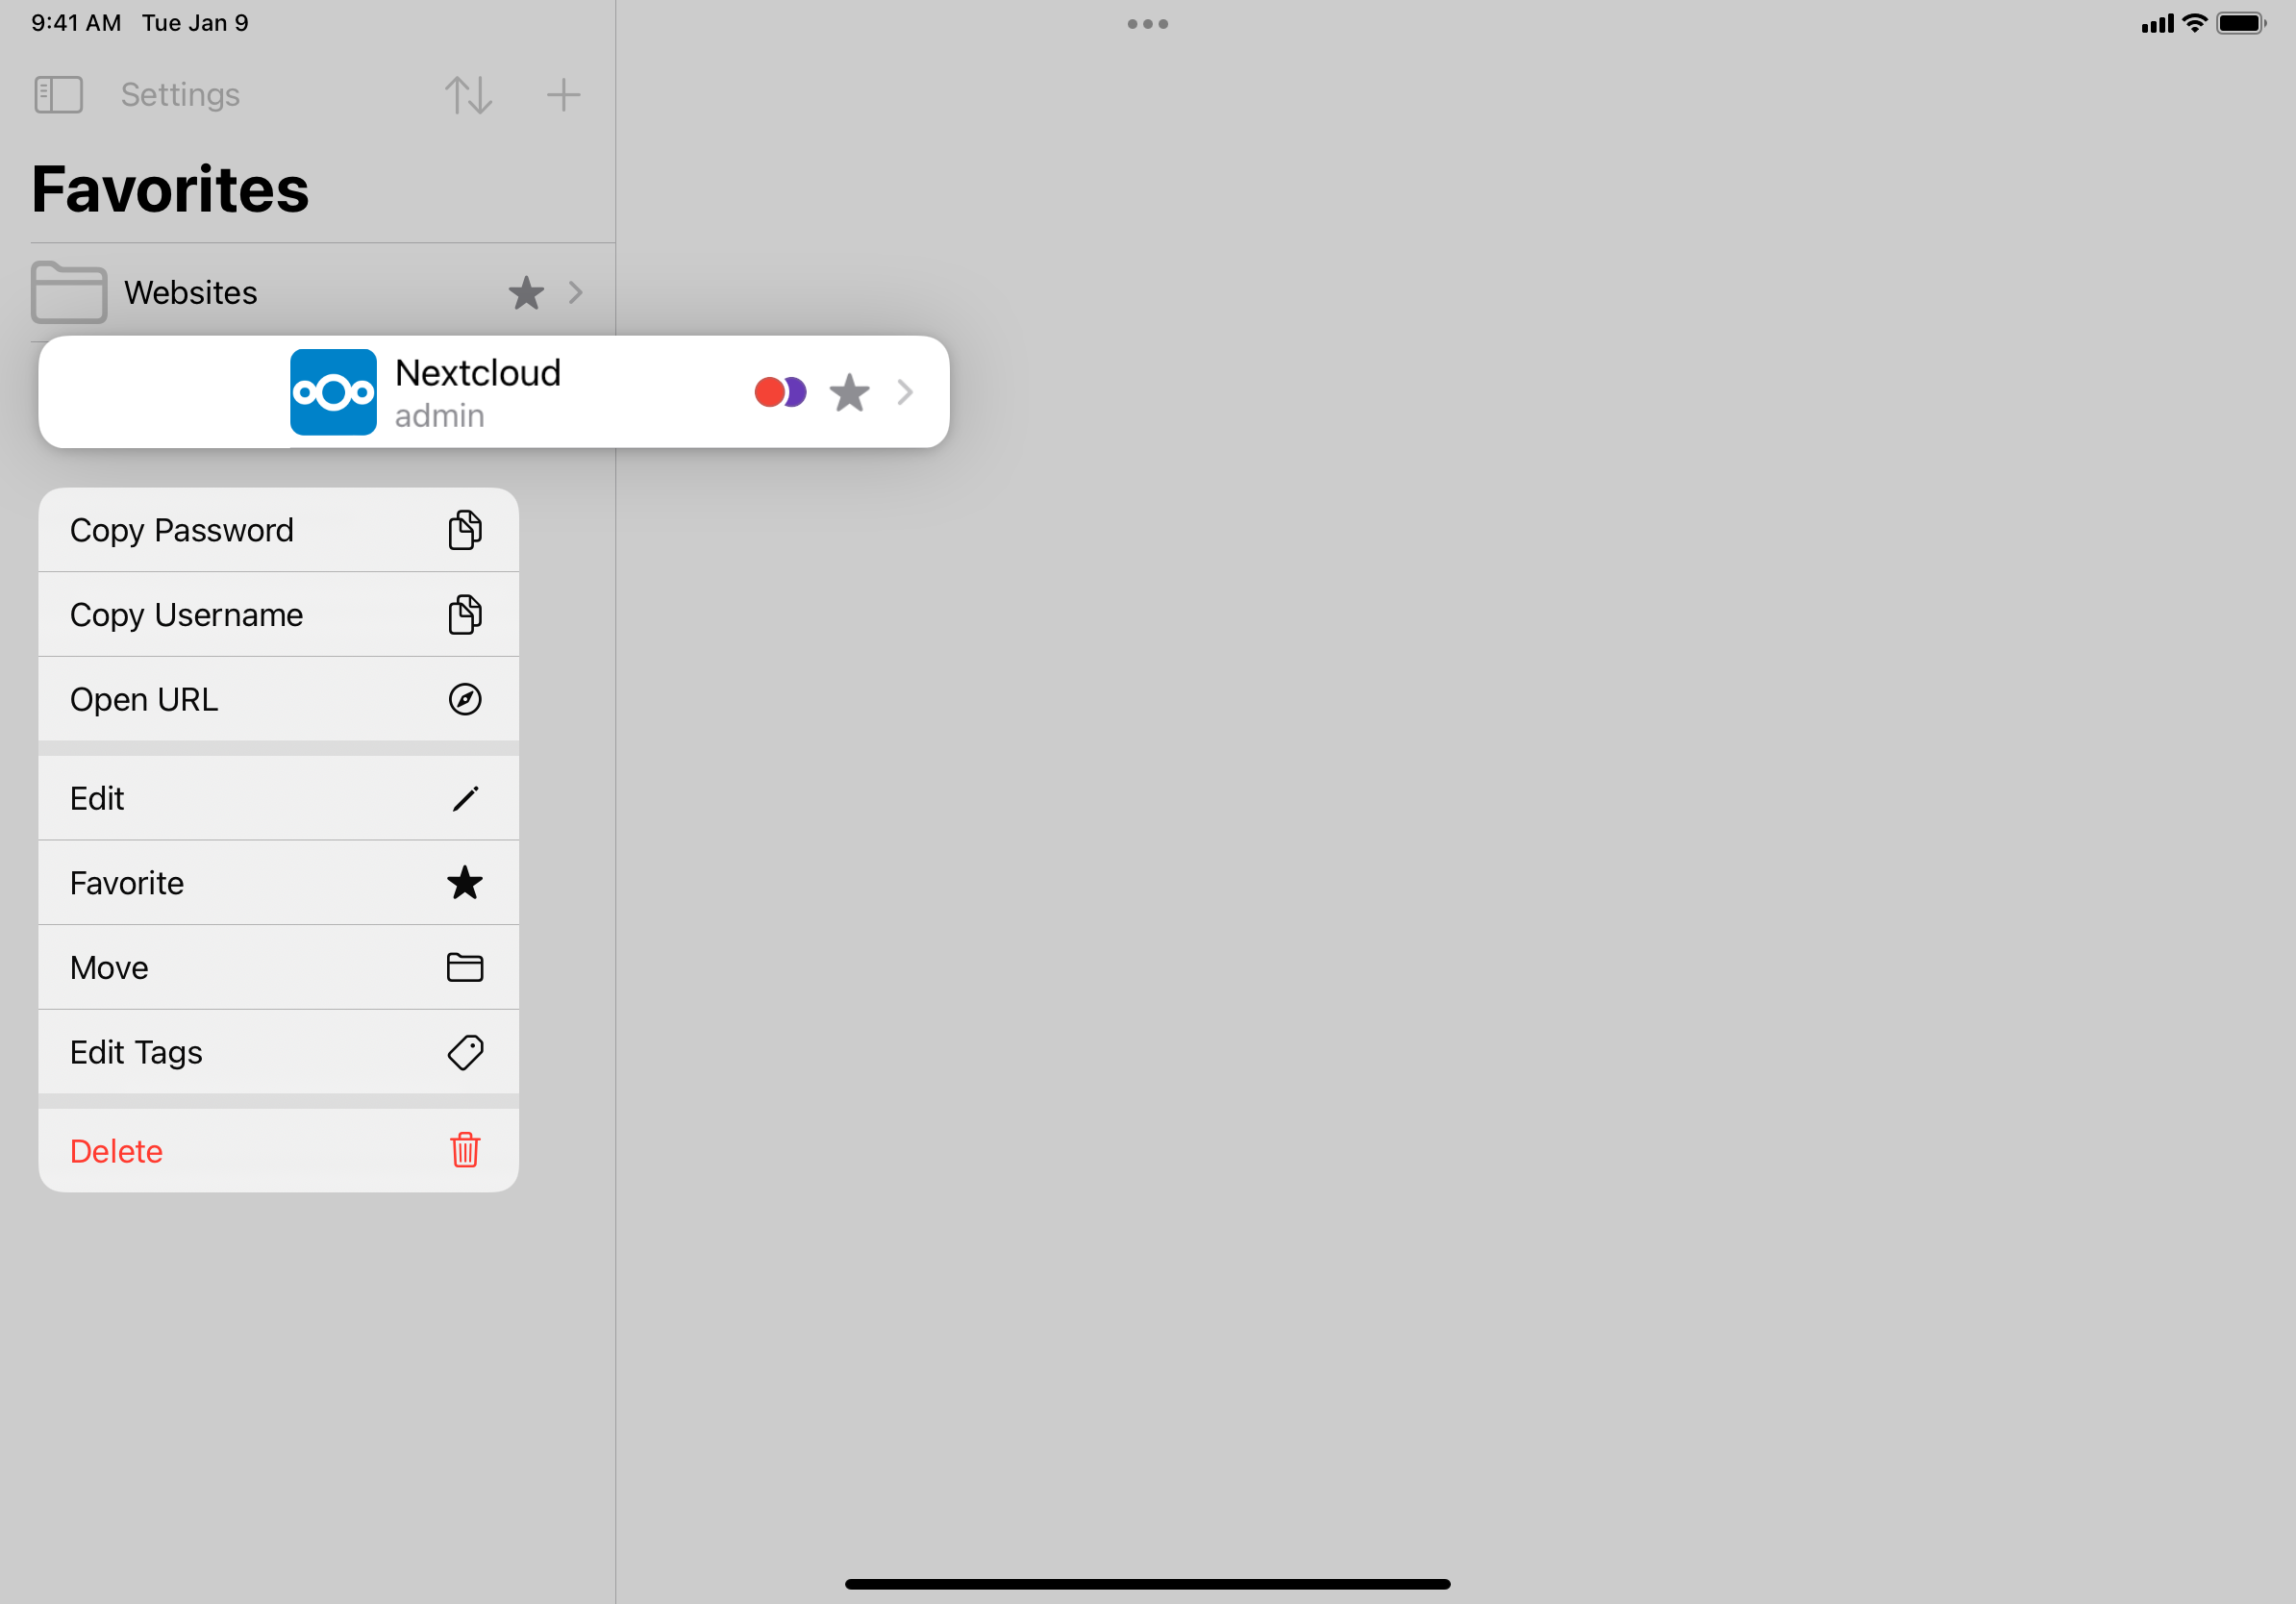 9:41 AM Tue Jan 9
Settings
Favorites
Websites
Nextcloud
admin
Copy Password
Copy Username
Open URL
Edit
Favorite
Move
Edit Tags
Delete